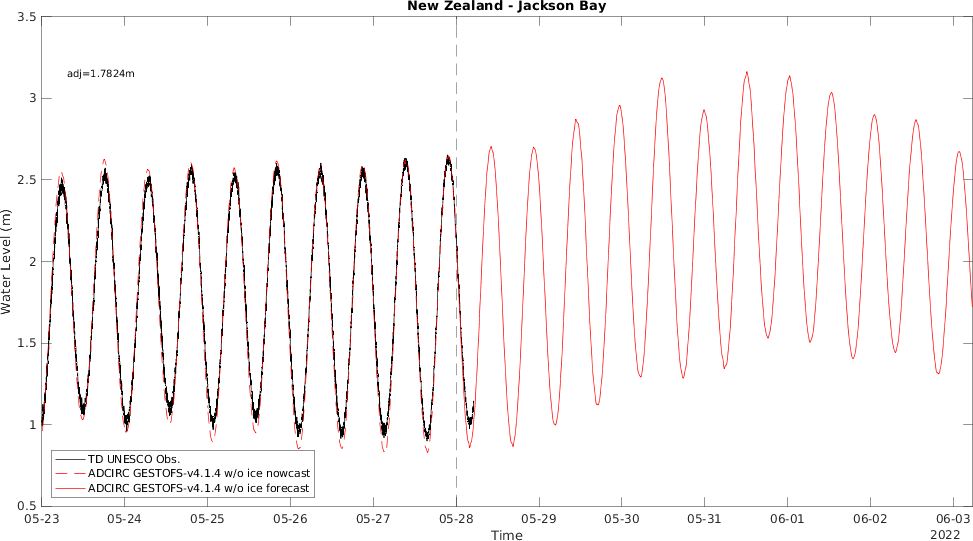 New Zealand - Jackson Bay
3.5
3
2.5
2
1.5
1
0.5
Water Level (m)
adj=1.7824m
TD UNESCO Obs.
ADCIRC GESTOFS-v4.1.4 w/o ice nowcast
ADCIRC GESTOFS-v4.1.4 w/o ice forecast
05-23 05-24 05-25 05-26 05-27 05-28 05-29 05-30 05-31 06-01 06-02 06-03
Time
2022